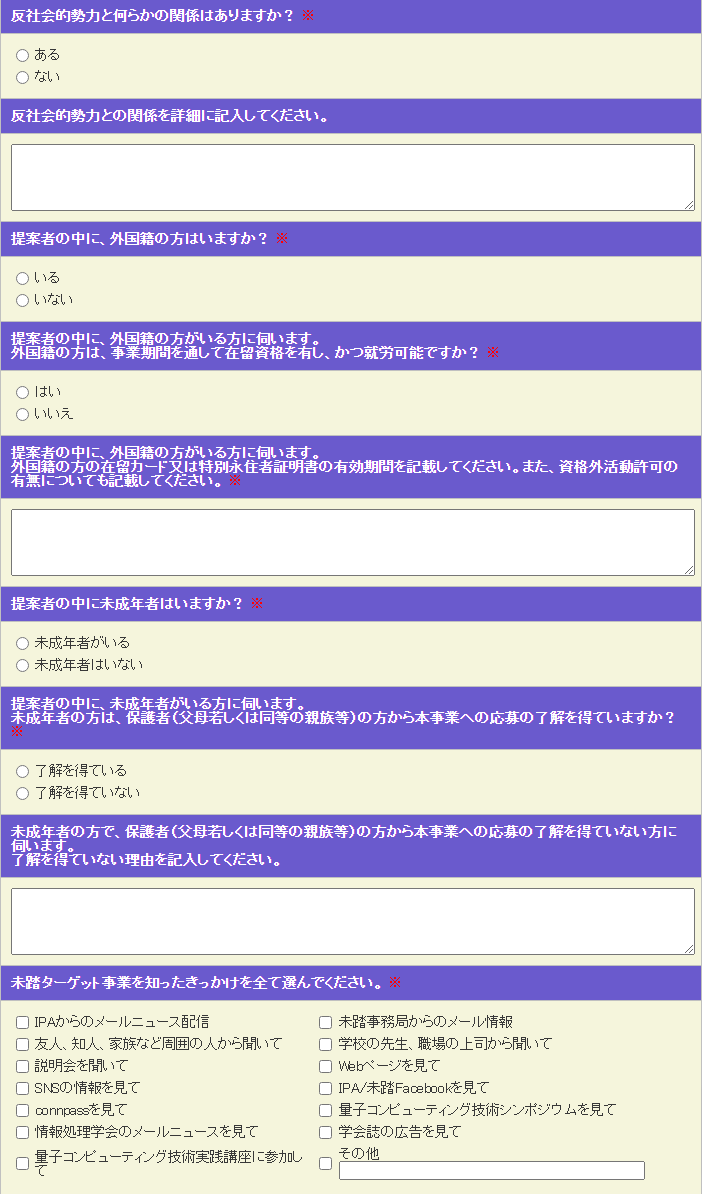 反社会的勢力と何らかの関係はありますか？ ※
ある
ない
反社会的勢力との関係を詳細に記入してください。
提案者の中に、外国籍の方はいますか？ ※
いる
いない
提案者の中に、外国籍の方がいる方に伺います。
外国籍の方は、事業期間を通して在留資格を有し、かつ就労可能ですか？ ※
はい
いいえ
提案者の中に、外国籍の方がいる方に伺います。
外国籍の方の在留カード又は特別永住者証明書の有効期間を記載してください。また、資格外活動許可の
有無についても記載してください。 ※
提案者の中に未成年者はいますか？ ※
未成年者がいる
未成年者はいない
提案者の中に、未成年者がいる方に伺います。
未成年者の方は、保護者（父母若しくは同等の親族等）の方から本事業への応募の了解を得ていますか？
※
了解を得ている
了解を得ていない
未成年者の方で、保護者（父母若しくは同等の親族等）の方から本事業への応募の了解を得ていない方に
伺います。
了解を得ていない理由を記入してください。
未踏ターゲット事業を知ったきっかけを全て選んでください。 ※
IPAからのメールニュース配信
未踏事務局からのメール情報
友人、知人、家族など周囲の人から聞いて
学校の先生、職場の上司から聞いて
説明会を聞いて
Webページを見て
SNSの情報を見て
IPA/未踏Facebookを見て
connpassを見て
量子コンピューティング技術シンポジウムを見て
情報処理学会のメールニュースを見て
学会誌の広告を見て
量子コンピューティング技術実践講座に参加し
て
その他